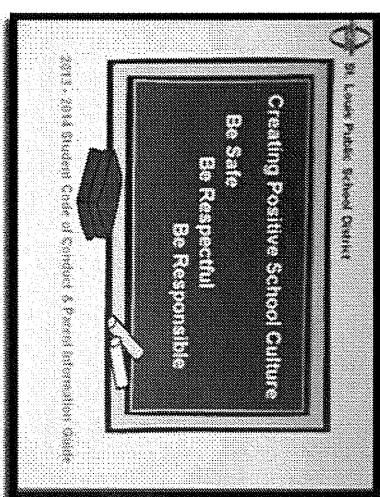 St. Louis Public School District
Creating Positive School Culture
Be Safe
Be Respectful
Be Responsible
2013 - 2014 Student Code of Conduct & Parent Information Guide